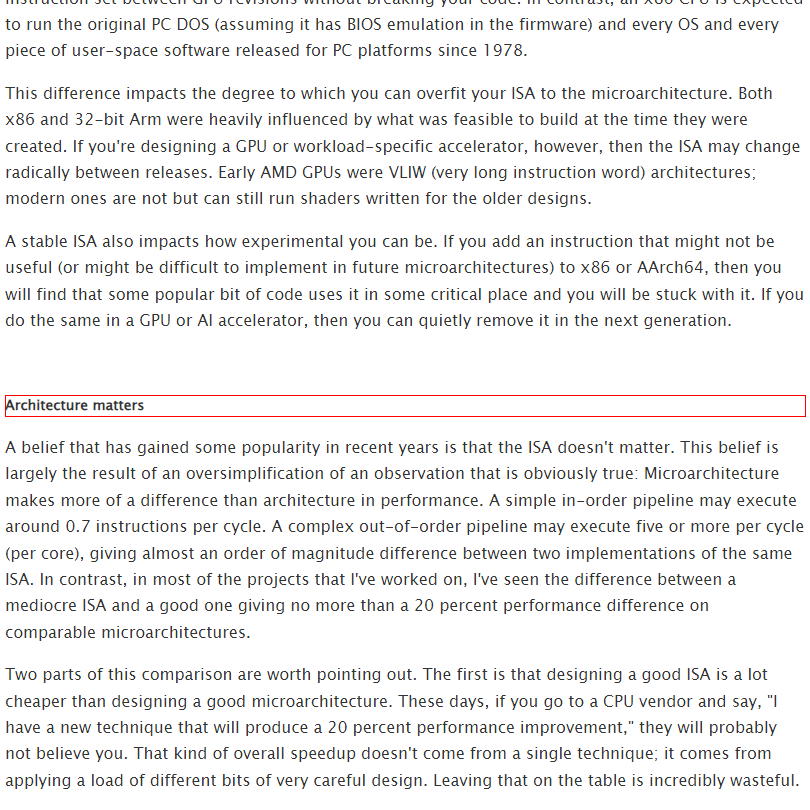 instruction set between GPU revisions without breaking your code. In contrast, an x86 CPU is expected
to run the original PC DOS (assuming it has BIOS emulation in the firmware) and every OS and every
piece of user-space software released for PC platforms since 1978.
This difference impacts the degree to which you can overfit your ISA to the microarchitecture. Both
x86 and 32-bit Arm were heavily influenced by what was feasible to build at the time they were
created. If you're designing a GPU or workload-specific accelerator, however, then the ISA may change
radically between releases. Early AMD GPUs were VLIW (very long instruction word) architectures;
modern ones are not but can still run shaders written for the older designs.
A stable ISA also impacts how experimental you can be. If you add an instruction that might not be
useful (or might be difficult to implement in future microarchitectures) to x86 or AArch64, then you
will find that some popular bit of code uses it in some critical place and you will be stuck with it. If you
do the same in a GPU or AI accelerator, then you can quietly remove it in the next generation.
Architecture matters
A belief that has gained some popularity in recent years is that the ISA doesn't matter. This belief is
largely the result of an oversimplification of an observation that is obviously true: Microarchitecture
makes more of a difference than architecture in performance. A simple in-order pipeline may execute
around 0.7 instructions per cycle. A complex out-of-order pipeline may execute five or more per cycle
(per core), giving almost an order of magnitude difference between two implementations of the same
ISA. In contrast, in most of the projects that I've worked on, I've seen the difference between a
mediocre ISA and a good one giving no more than a 20 percent performance difference on
comparable microarchitectures.
Two parts of this comparison are worth pointing out. The first is that designing a good ISA is a lot
cheaper than designing a good microarchitecture. These days, if you go to a CPU vendor and say, "I
have a new technique that will produce a 20 percent performance improvement," they will probably
not believe you. That kind of overall speedup doesn't come from a single technique; it comes from
applying a load of different bits of very careful design. Leaving that on the table is incredibly wasteful.